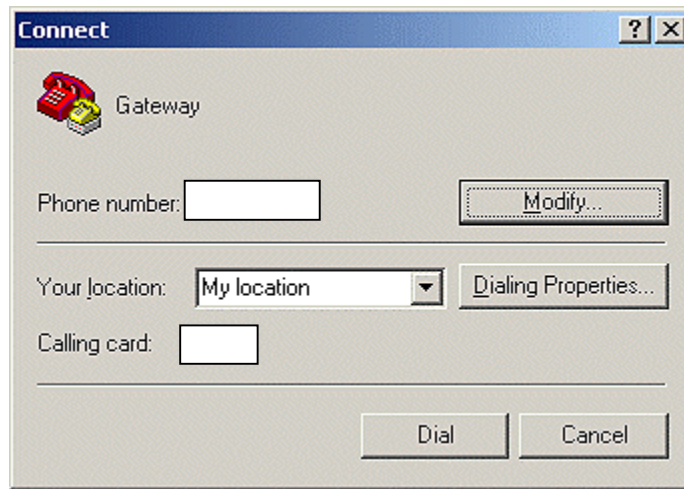 Connect
Gateway
Phone number: Modify...
Your location: My location Dialing Properties...
Calling card:
Dial Cancel